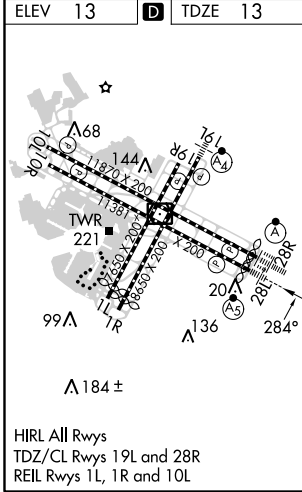 ELEV 13 D TDZE 13
68
10L
10R
P
P
144
19R
19L
A4
P
P
11870 X 200
11381 X 200
TWR
221
P
A
28R
28L
7650 X 200
8650 X 200
20
A5
284°
1L
1R
99
136
184 ±
HIRL All Rwys
TDZ/CL Rwys 19L and 28R
REIL Rwys 1L, 1R and 10L